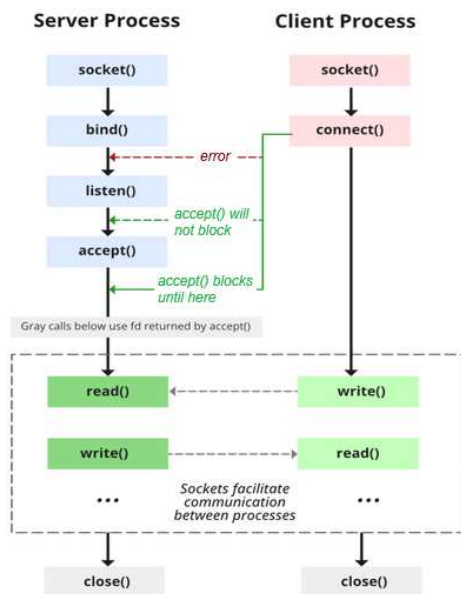 Server Process
Client Process
socket()
socket()
bind()
connect()
error
listen()
accept() will
not block
accept()
accept() blocks
until here
Gray calls below use fd returned by accept()
read()
write()
write()
read()
...
Sockets facilitate
communication
between processes
...
close()
close()